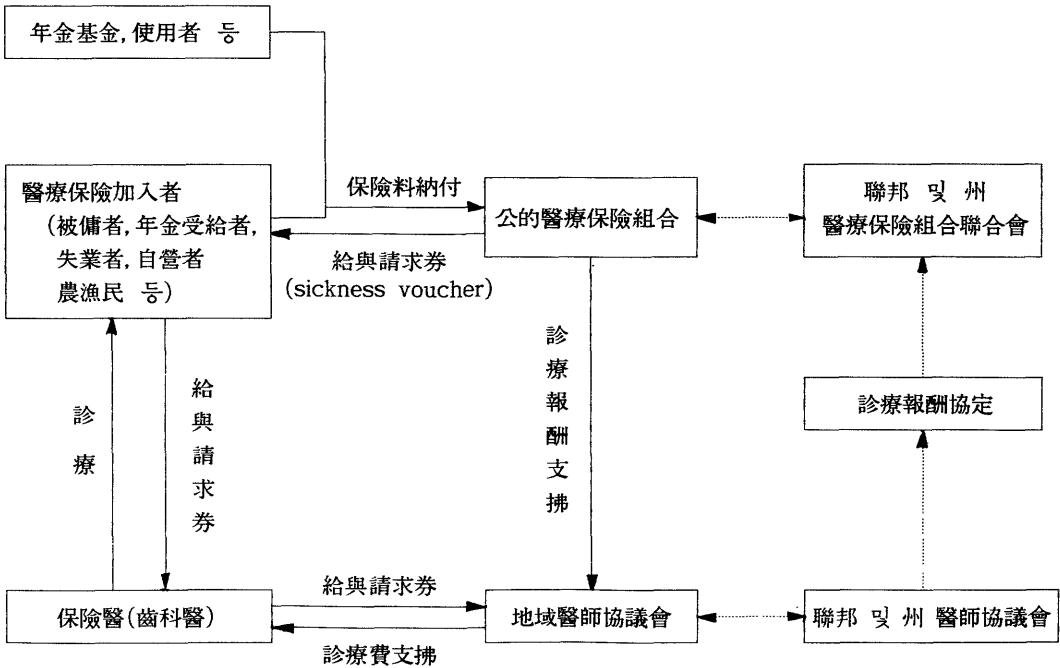 年金基金, 使用者 등
醫療保險加入者
(被傭者, 年金受給者,
失業者, 自營者
農漁民 등)
保險料納付
給與請求券
(sickness voucher)
公的醫療保險組合
聯邦 및 州
醫療保險組合聯合會
診療
給與請求券
診療報酬支拂
診療報酬協定
保險醫(齒科醫)
給與請求券
診療費支拂
地域醫師協議會
聯邦 및 州 醫師協議會